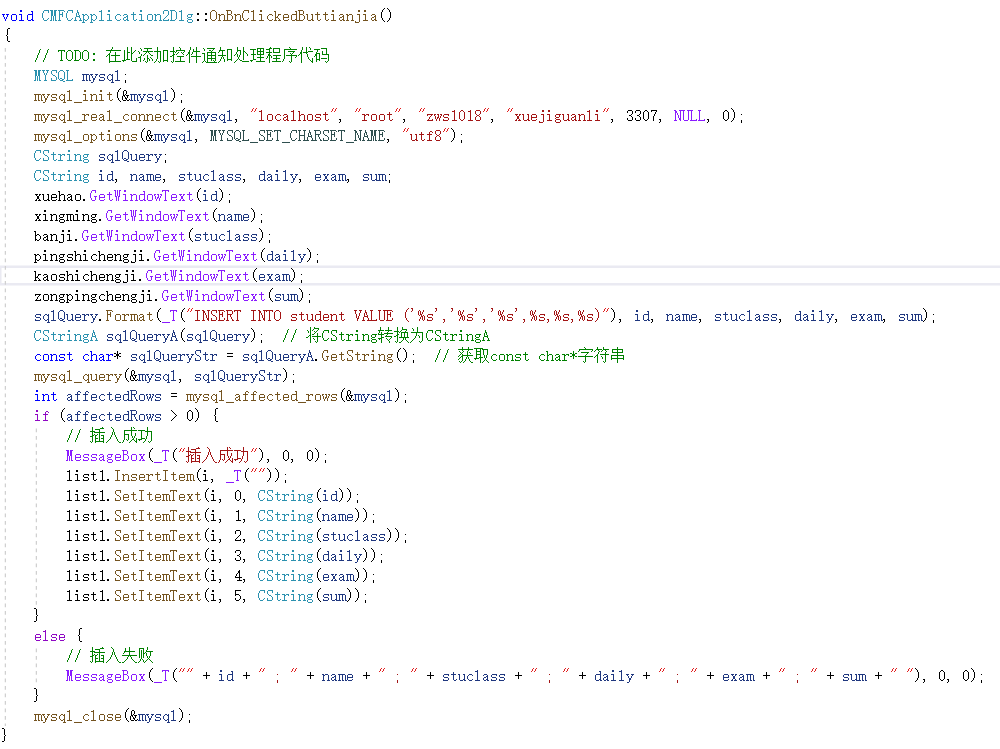 void CMFCApplication2Dlg::OnBnClickedButtianjia()
{
// TODO: 在此添加控件通知处理程序代码
MYSQL mysql;
mysql_init(&mysql);
mysql_real_connect(&mysql, "localhost", "root", "zws1018", "xuejiguanli", 3307, NULL, 0);
mysql_options(&mysql, MYSQL_SET_CHARSET_NAME, "utf8");
CString sqlQuery;
CString id, name, stuclass, daily, exam, sum;
xuehao.GetWindowText(id);
xingming.GetWindowText(name);
banji.GetWindowText(stuclass);
pingshichengji.GetWindowText(daily);
kaoshichengji.GetWindowText(exam);
zongpingchengji.GetWindowText(sum);
sqlQuery.Format(_T("INSERT INTO student VALUE ('%s','%s','%s',%s,%s,%s)"), id, name, stuclass, daily, exam, sum);
CStringA sqlQueryA(sqlQuery);  // 将CString转换为CStringA
const char* sqlQueryStr = sqlQueryA.GetString();  // 获取const char*字符串
mysql_query(&mysql, sqlQueryStr);
int affectedRows = mysql_affected_rows(&mysql);
if (affectedRows > 0) {
// 插入成功
MessageBox(_T("插入成功"), 0, 0);
list1.InsertItem(i, _T(""));
list1.SetItemText(i, 0, CString(id));
list1.SetItemText(i, 1, CString(name));
list1.SetItemText(i, 2, CString(stuclass));
list1.SetItemText(i, 3, CString(daily));
list1.SetItemText(i, 4, CString(exam));
list1.SetItemText(i, 5, CString(sum));
}
else {
// 插入失败
MessageBox(_T("" + id + " ; " + name + " ; " + stuclass + " ; " + daily + " ; " + exam + " ; " + sum + " "), 0, 0);
}
mysql_close(&mysql);
}